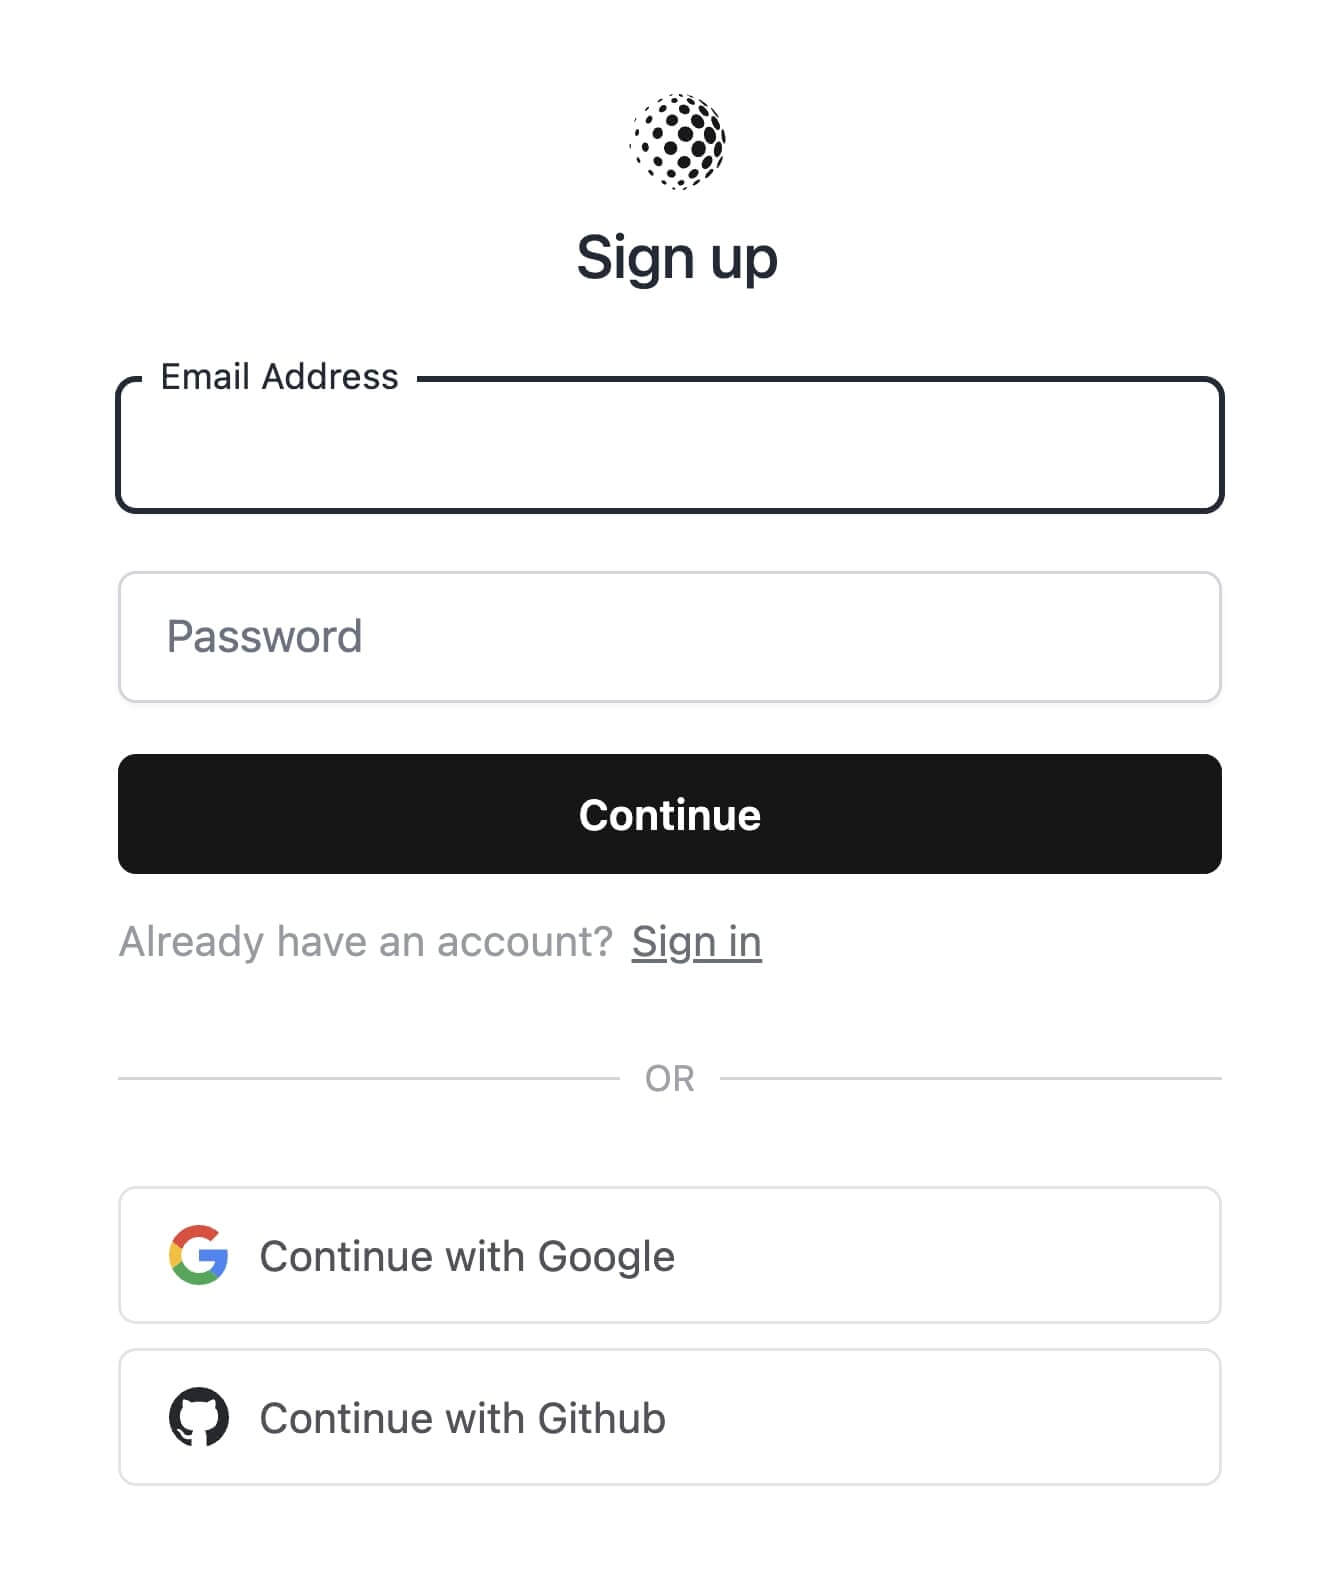 Sign up
Email Address
Password
Continue
Already have an account? Sign in
OR
Continue with Google
Continue with Github